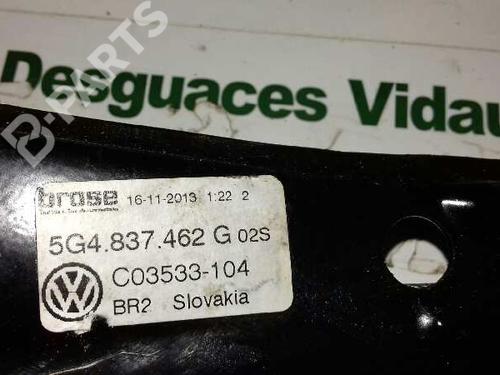 B-PARTS
Desguaces Vidau
brose 16-11-2013 1:22 2
5G4.837.462 G 02S
C03533-104
BR2 Slovakia